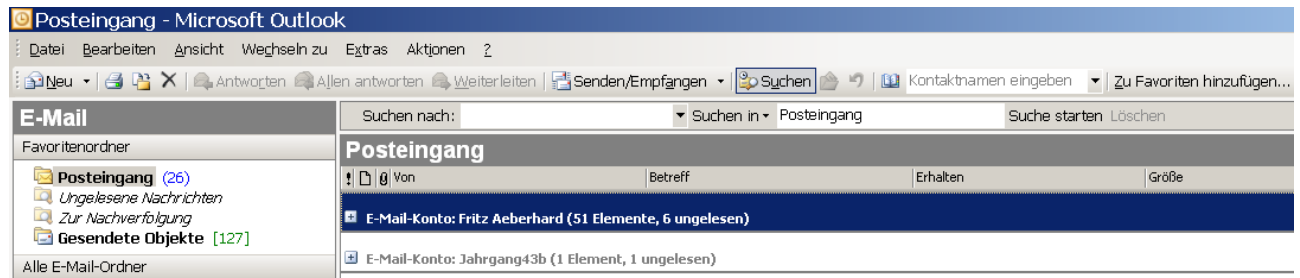 Posteingang - Microsoft Outlook
Datei Bearbeiten Ansicht Wechseln zu Extras Aktionen ?
Neu Antworten Allen antworten Weiterleiten Senden/Empfangen Suchen Kontaktnamen eingeben Zu Favoriten hinzufügen...
E-Mail
Suchen nach: Suchen in Posteingang Suche starten Löschen
Favoritenordner
Posteingang (26)
Ungelesene Nachrichten
Zur Nachverfolgung
Gesendete Objekte [127]
Alle E-Mail-Ordner
Posteingang
! Von Betreff Erhalten Größe
E-Mail-Konto: Fritz Aeberhard (51 Elemente, 6 ungelesen)
E-Mail-Konto: Jahrgang43b (1 Element, 1 ungelesen)